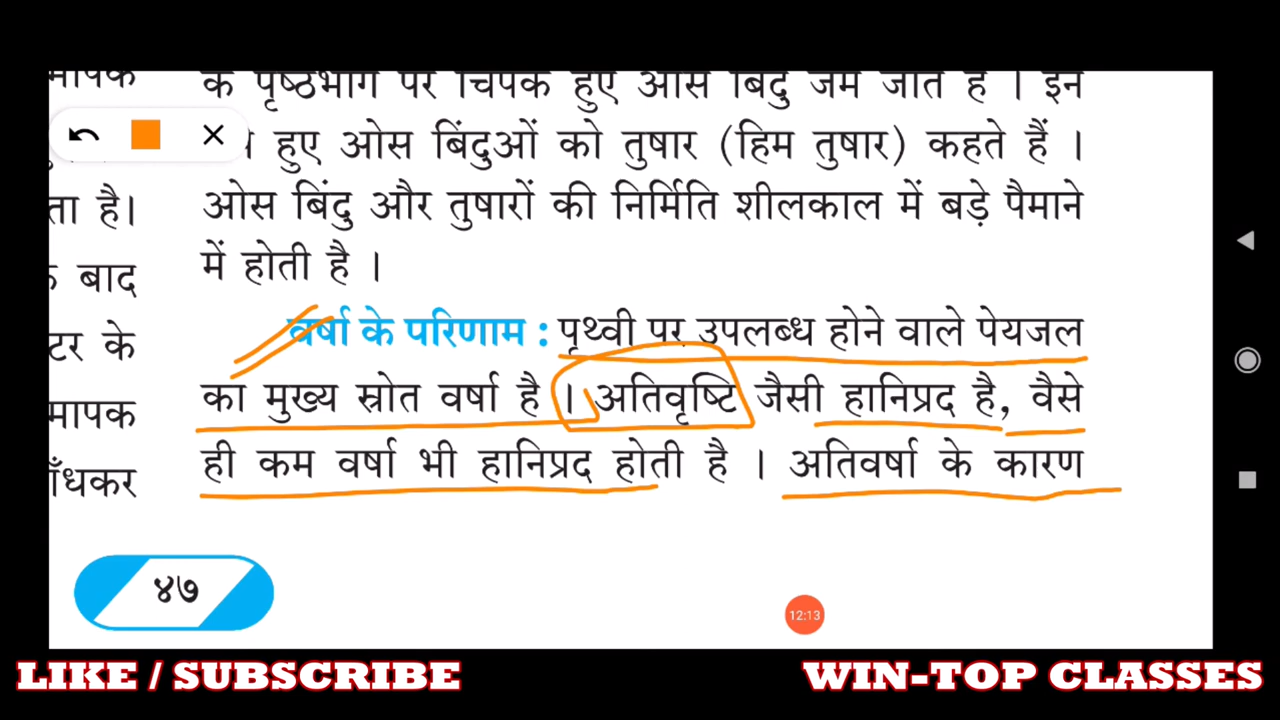 मापक
ता है।
बाद
टर के
मापक
के पृष्ठभाग पर चिपके हुए ओस बिंदु जम जाते हैं । इन
हुए ओस बिंदुओं को तुषार (हिम तुषार) कहते हैं ।
ओस बिंदु और तुषारों की निर्मिति शीलकाल में बड़े पैमाने
में होती है ।
वर्षा के परिणाम : पृथ्वी पर उपलब्ध होने वाले पेयजल
का मुख्य स्रोत वर्षा है । अतिवृष्टि जैसी हानिप्रद है, वैसे
ही कम वर्षा भी हानिप्रद होती है । अतिवर्षा के कारण
४७
12:13
LIKE / SUBSCRIBE
WIN-TOP CLASSES